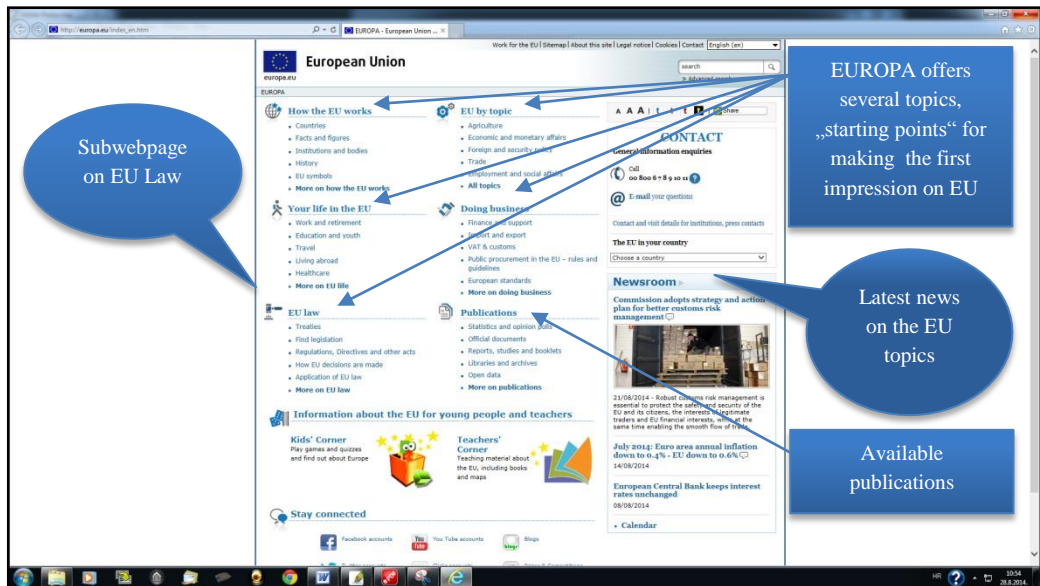 http://europa.eu/index_en.htm
EUROPA - European Union ...
Work for the EU | Sitemap | About this site | Legal notice | Cookies | Contact English (en)
European Union
europa.eu
search
EUROPA
How the EU works
Countries
Facts and figures
Institutions and bodies
History
EU symbols
More on how the EU works
EU by topic
Agriculture
Economic and monetary affairs
Foreign and security policy
Trade
Employment and social affairs
All topics
Your life in the EU
Work and retirement
Education and youth
Travel
Living abroad
Healthcare
More on EU life
Doing business
Finance and support
Import and export
VAT & customs
Public procurement in the EU – rules and
guidelines
European standards
More on doing business
EU law
Treaties
Find legislation
Regulations, Directives and other acts
How EU decisions are made
Application of EU law
More on EU law
Publications
Statistics and opinion polls
Official documents
Reports, studies and booklets
Libraries and archives
Open data
More on publications
Information about the EU for young people and teachers
Kids' Corner
Play games and quizzes
and find out about Europe
Teachers'
Corner
Teaching material about
the EU, including books
and maps
Stay connected
Facebook accounts
You Tube accounts
Blogs
A A A
Share
CONTACT
General information enquiries
Call
00 800 6 7 8 9 10 11
E-mail your questions
Contact and visit details for institutions, press contacts
The EU in your country
Choose a country
Newsroom
Commission adopts strategy and action
plan for better customs risk
management
21/08/2014 - Robust customs risk management is
essential to protect the safety and security of the
EU and its citizens, the interests of legitimate
traders and EU financial interests, while at the
same time enabling the smooth flow of trade.
July 2014: Euro area annual inflation
down to 0.4% - EU down to 0.6%
14/08/2014
European Central Bank keeps interest
rates unchanged
08/08/2014
Calendar
Subwebpage
on EU Law
EUROPA offers
several topics,
„starting points“ for
making the first
impression on EU
Latest news
on the EU
topics
Available
publications
HR
10:54
28.8.2014.